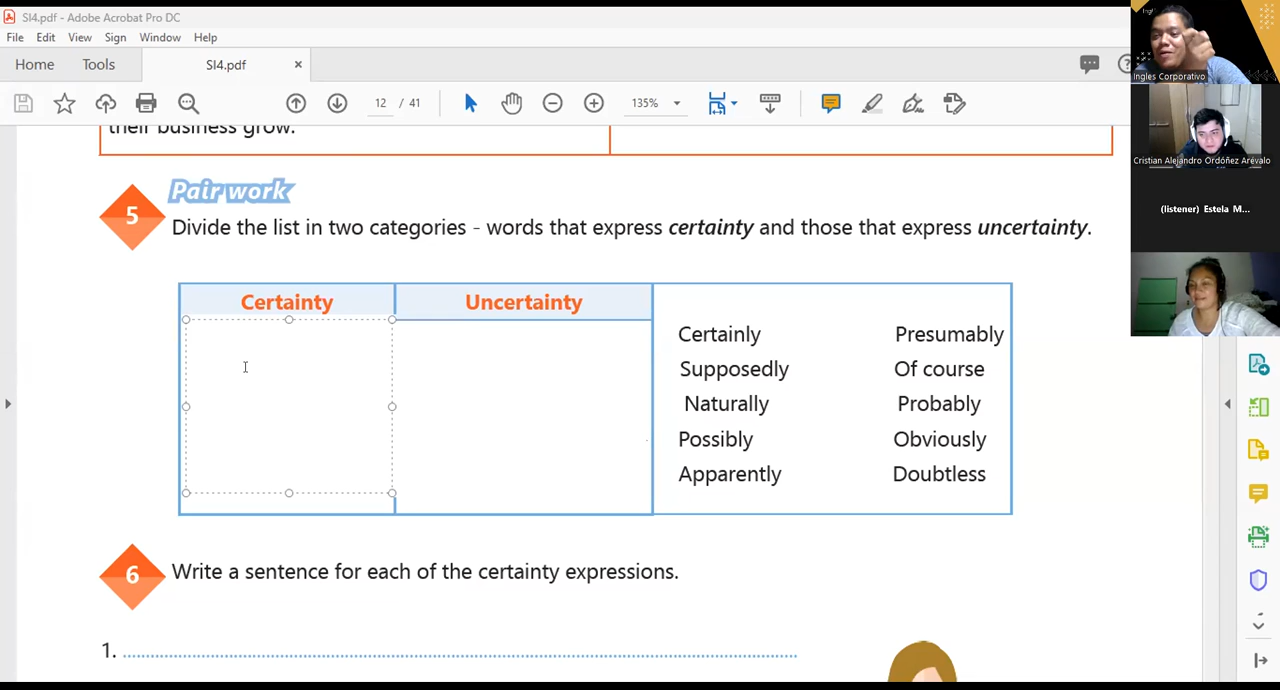 SI4.pdf - Adobe Acrobat Pro DC
File Edit View Sign Window Help
Home Tools SI4.pdf ×
12 / 41 135%
their business grow.
5 Pair work
Divide the list in two categories - words that express certainty and those that express uncertainty.
Certainty Uncertainty
Certainly Presumably
Supposedly Of course
Naturally Probably
Possibly Obviously
Apparently Doubtless
6 Write a sentence for each of the certainty expressions.
1.
Ingles Corporativo
Cristian Alejandro Ordóñez Arévalo
(listener) Estela M...